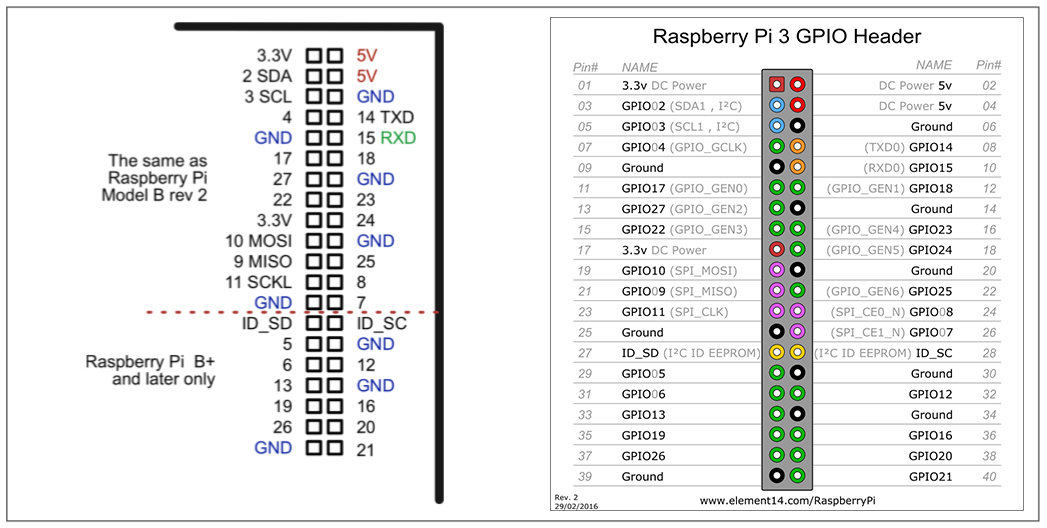 3.3V 5V
2 SDA 5V
3 SCL GND
4 14 TXD
GND 15 RXD
17 18
27 GND
22 23
3.3V 24
10 MOSI GND
9 MISO 25
11 SCKL 8
GND 7
ID_SD ID_SC
5 GND
6 12
13 GND
19 16
26 20
GND 21
The same as
Raspberry Pi
Model B rev 2
Raspberry Pi B+
and later only
Raspberry Pi 3 GPIO Header
Pin# NAME NAME Pin#
01 3.3v DC Power DC Power 5v 02
03 GPIO02 (SDA1 , I²C) DC Power 5v 04
05 GPIO03 (SCL1 , I²C) Ground 06
07 GPIO04 (GPIO_GCLK) (TXD0) GPIO14 08
09 Ground (RXD0) GPIO15 10
11 GPIO17 (GPIO_GEN0) (GPIO_GEN1) GPIO18 12
13 GPIO27 (GPIO_GEN2) Ground 14
15 GPIO22 (GPIO_GEN3) (GPIO_GEN4) GPIO23 16
17 3.3v DC Power (GPIO_GEN5) GPIO24 18
19 GPIO10 (SPI_MOSI) Ground 20
21 GPIO09 (SPI_MISO) (GPIO_GEN6) GPIO25 22
23 GPIO11 (SPI_CLK) (SPI_CE0_N) GPIO08 24
25 Ground (SPI_CE1_N) GPIO07 26
27 ID_SD (I²C ID EEPROM) (I²C ID EEPROM) ID_SC 28
29 GPIO05 Ground 30
31 GPIO06 GPIO12 32
33 GPIO13 Ground 34
35 GPIO19 GPIO16 36
37 GPIO26 GPIO20 38
39 Ground GPIO21 40
Rev. 2
29/02/2016
www.element14.com/RaspberryPi